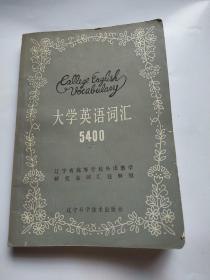 College English
Vocabulary
大学英语词汇
5400
辽宁省高等学校外语教学
研究会词汇组编
辽宁科学技术出版社